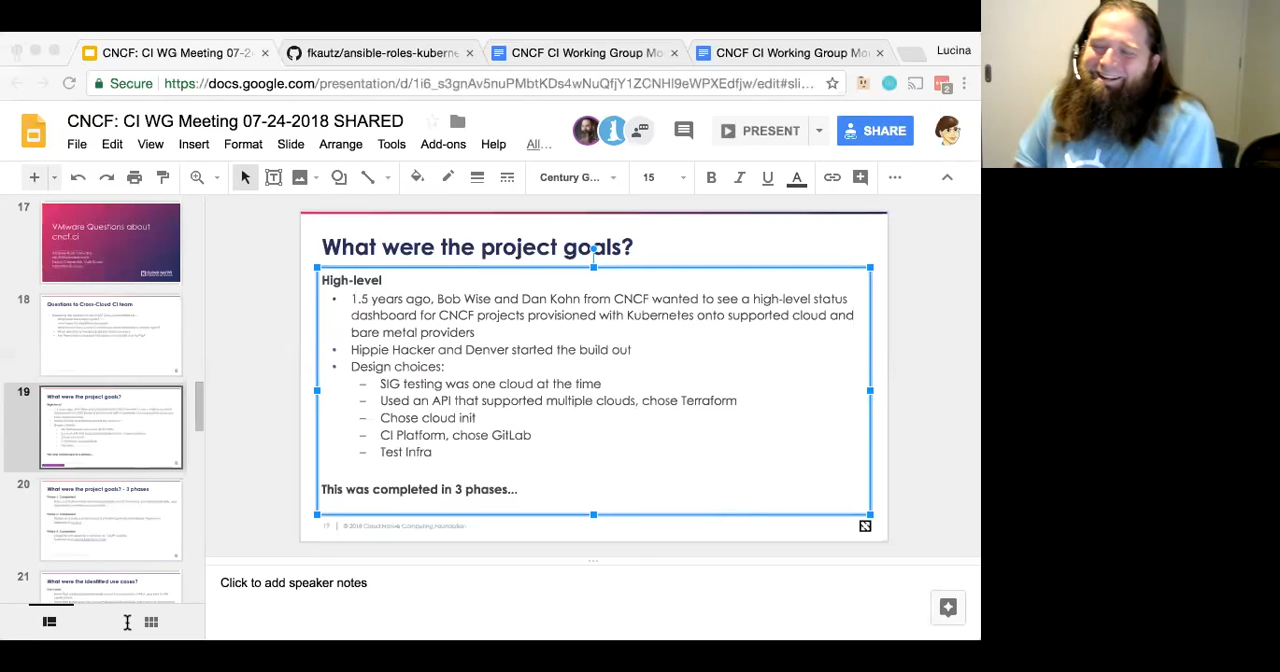 CNCF: CI WG Meeting 07-2
fkautz/ansible-roles-kuberne
CNCF CI Working Group Mo
CNCF CI Working Group Mo
Lucina
Secure
https://docs.google.com/presentation/d/1i6_s3gnAv5nuPMbtKDs4wNuQfjY1ZCNHl9eWPXEdfjw/edit#sli...
2
CNCF: CI WG Meeting 07-24-2018 SHARED
File Edit View Insert Format Slide Arrange Tools Add-ons Help All...
PRESENT
SHARE
Century G...
15
B I U A
17
VMware Questions about
cncf.ci
18
Questions to Cross-Cloud CI team
19
What were the project goals?
20
What were the project goals? - 3 phases
21
What were the identified use cases?
What were the project goals?
High-level
• 1.5 years ago, Bob Wise and Dan Kohn from CNCF wanted to see a high-level status
dashboard for CNCF projects provisioned with Kubernetes onto supported cloud and
bare metal providers
• Hippie Hacker and Denver started the build out
• Design choices:
– SIG testing was one cloud at the time
– Used an API that supported multiple clouds, chose Terraform
– Chose cloud init
– CI Platform, chose GitLab
– Test Infra
This was completed in 3 phases...
19 © 2018 Cloud Native Computing Foundation
Click to add speaker notes